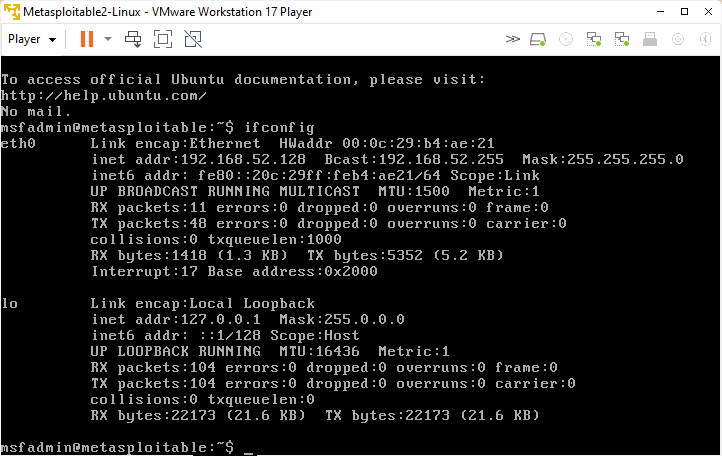 Metasploitable2-Linux - VMware Workstation 17 Player
Player
To access official Ubuntu documentation, please visit:
http://help.ubuntu.com/
No mail.
msfadmin@metasploitable:~$ ifconfig
eth0      Link encap:Ethernet  HWaddr 00:0c:29:b4:ae:21
          inet addr:192.168.52.128  Bcast:192.168.52.255  Mask:255.255.255.0
          inet6 addr: fe80::20c:29ff:feb4:ae21/64 Scope:Link
          UP BROADCAST RUNNING MULTICAST  MTU:1500  Metric:1
          RX packets:11 errors:0 dropped:0 overruns:0 frame:0
          TX packets:48 errors:0 dropped:0 overruns:0 carrier:0
          collisions:0 txqueuelen:1000
          RX bytes:1418 (1.3 KB)  TX bytes:5352 (5.2 KB)
          Interrupt:17 Base address:0x2000
lo        Link encap:Local Loopback
          inet addr:127.0.0.1  Mask:255.0.0.0
          inet6 addr: ::1/128 Scope:Host
          UP LOOPBACK RUNNING  MTU:16436  Metric:1
          RX packets:104 errors:0 dropped:0 overruns:0 frame:0
          TX packets:104 errors:0 dropped:0 overruns:0 carrier:0
          collisions:0 txqueuelen:0
          RX bytes:22173 (21.6 KB)  TX bytes:22173 (21.6 KB)
msfadmin@metasploitable:~$ _